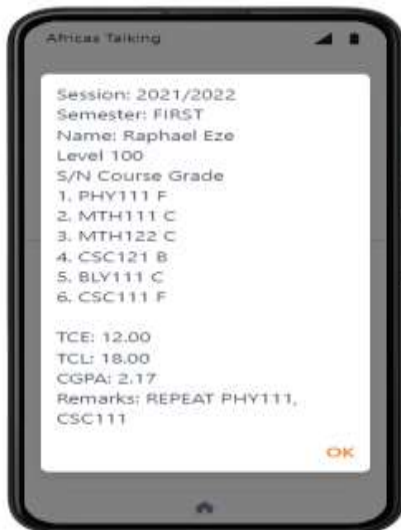 Africas Talking
Session: 2021/2022
Semester: FIRST
Name: Raphael Eze
Level 100
S/N Course Grade
1. PHY111 F
2. MTH111 C
3. MTH122 C
4. CSC121 B
5. BLY111 C
6. CSC111 F
TCE: 12.00
TCL: 18.00
CGPA: 2.17
Remarks: REPEAT PHY111,
CSC111
OK